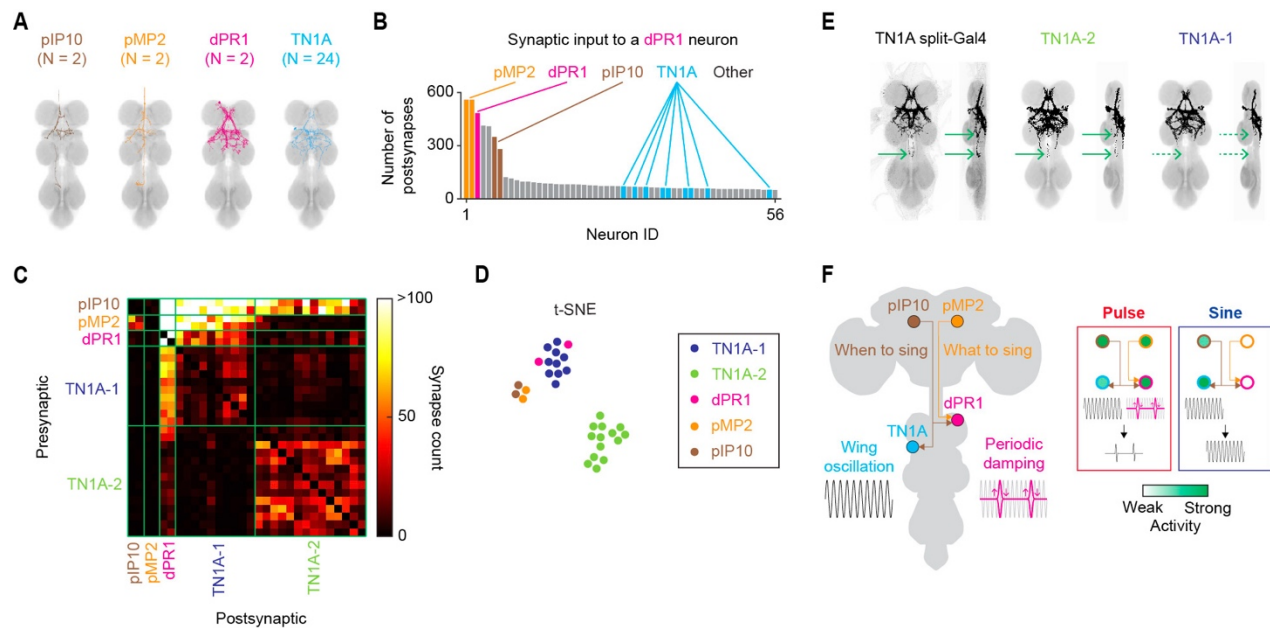 A
pIP10
(N = 2)
pMP2
(N = 2)
dPR1
(N = 2)
TN1A
(N = 24)
B
Synaptic input to a dPR1 neuron
pMP2 dPR1 pIP10 TN1A Other
Number of
postsynapses
600
300
0
1
56
Neuron ID
C
Presynaptic
pIP10
pMP2
dPR1
TN1A-1
TN1A-2
pIP10
pMP2
dPR1
TN1A-1
TN1A-2
Postsynaptic
>100
50
0
Synapse count
D
t-SNE
TN1A-1
TN1A-2
dPR1
pMP2
pIP10
E
TN1A split-Gal4
TN1A-2
TN1A-1
F
pIP10
pMP2
When to sing
What to sing
dPR1
TN1A
Wing
oscillation
Periodic
damping
Pulse
Sine
Weak
Strong
Activity